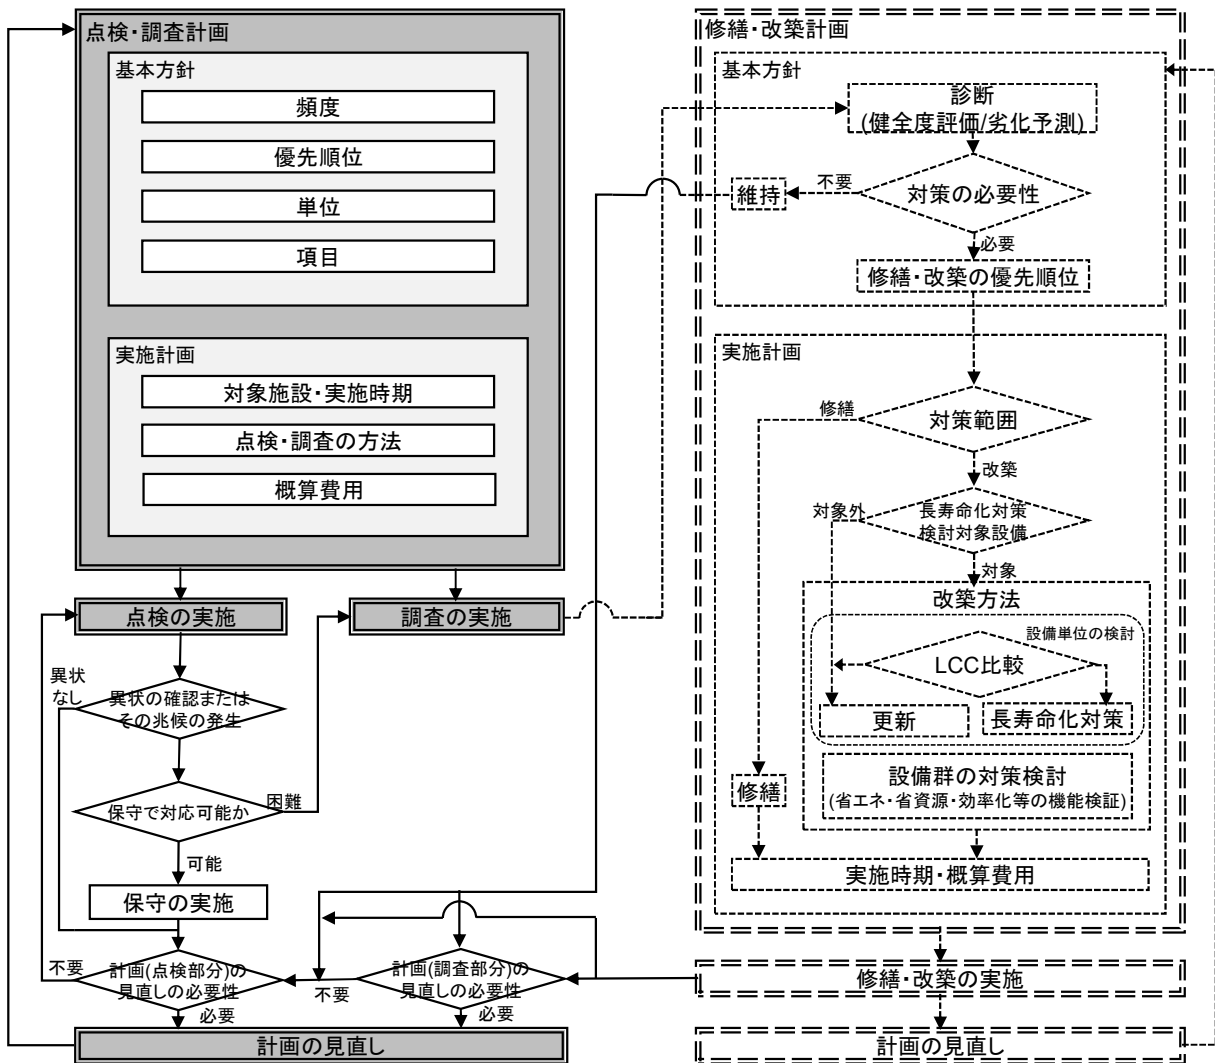 点検・調査計画
基本方針
頻度
優先順位
単位
項目
実施計画
対象施設・実施時期
点検・調査の方法
概算費用
点検の実施
調査の実施
異状
なし
異状の確認または
その兆候の発生
保守で対応可能か
困難
可能
保守の実施
不要
計画(点検部分)の
見直しの必要性
必要
不要
計画(調査部分)の
見直しの必要性
必要
計画の見直し
修繕・改築計画
基本方針
診断
(健全度評価/劣化予測)
維持
不要
対策の必要性
必要
修繕・改築の優先順位
実施計画
修繕
対策範囲
改築
対象外
長寿命化対策
検討対象設備
対象
改築方法
設備単位の検討
LCC比較
更新
長寿命化対策
設備群の対策検討
(省エネ・省資源・効率化等の機能検証)
修繕
実施時期・概算費用
修繕・改築の実施
計画の見直し